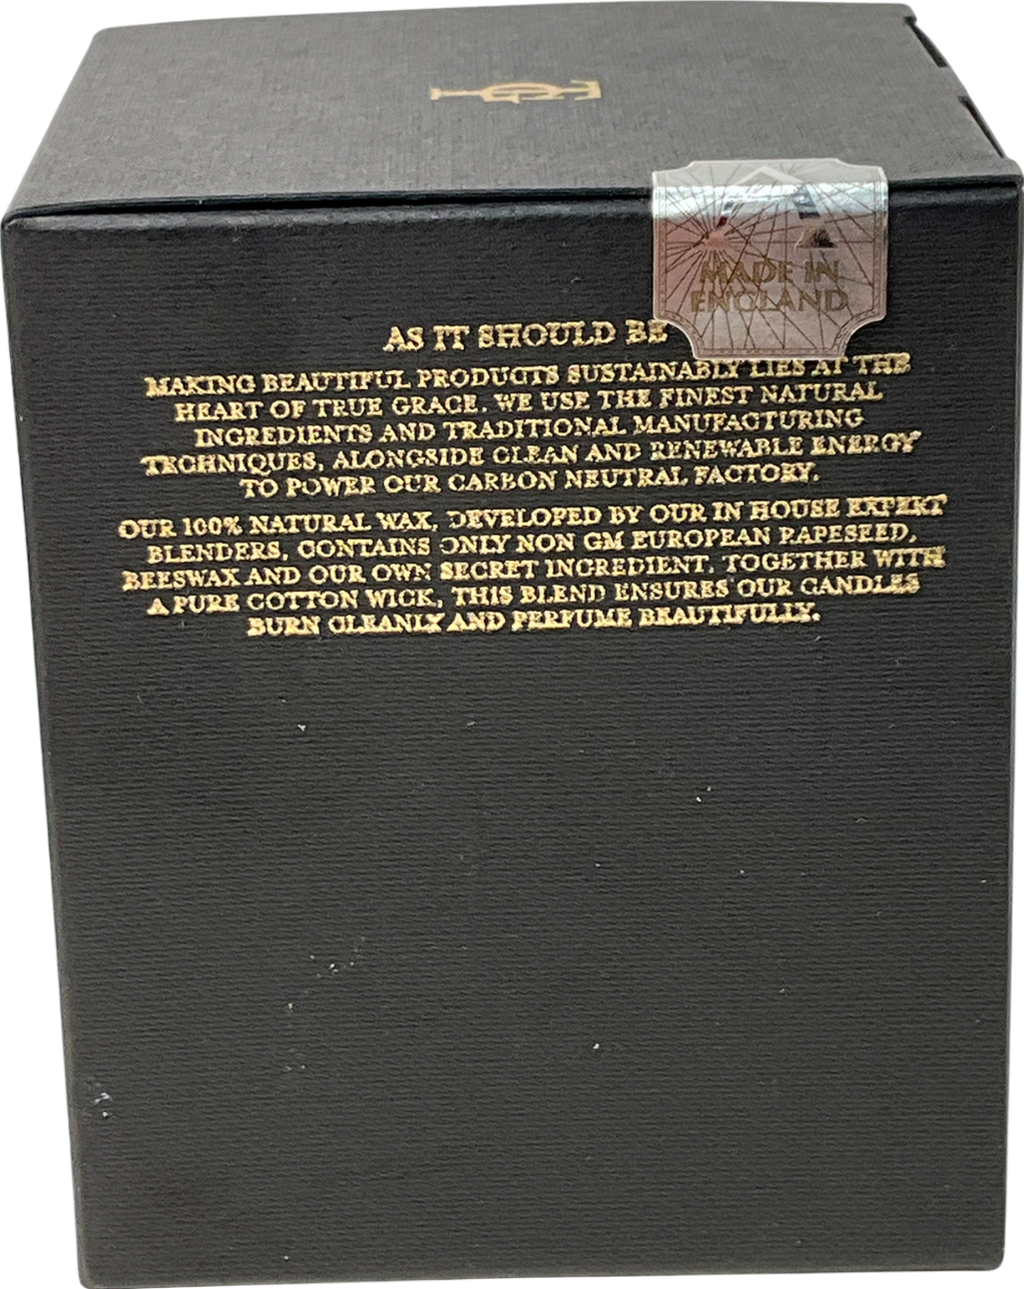 MADE IN
ENGLAND
AS IT SHOULD BE
MAKING BEAUTIFUL PRODUCTS SUSTAINABLY LIES AT THE
HEART OF TRUE GRACE. WE USE THE FINEST NATURAL
INGREDIENTS AND TRADITIONAL MANUFACTURING
TECHNIQUES, ALONGSIDE CLEAN AND RENEWABLE ENERGY
TO POWER OUR CARBON NEUTRAL FACTORY.
OUR 100% NATURAL WAX, DEVELOPED BY OUR IN HOUSE EXPERT
BLENDERS, CONTAINS ONLY NON GM EUROPEAN RAPESEED,
BEESWAX AND OUR OWN SECRET INGREDIENT. TOGETHER WITH
A PURE COTTON WICK, THIS BLEND ENSURES OUR CANDLES
BURN CLEANLY AND PERFUME BEAUTIFULLY.